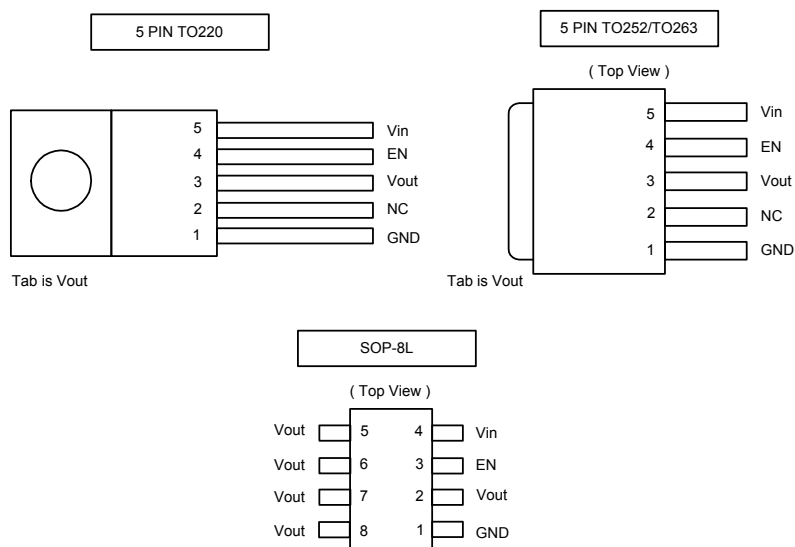 5 PIN TO220
5 Vin
4 EN
3 Vout
2 NC
1 GND
Tab is Vout
5 PIN TO252/TO263
( Top View )
5 Vin
4 EN
3 Vout
2 NC
1 GND
Tab is Vout
SOP-8L
( Top View )
Vout 5 4 Vin
Vout 6 3 EN
Vout 7 2 Vout
Vout 8 1 GND